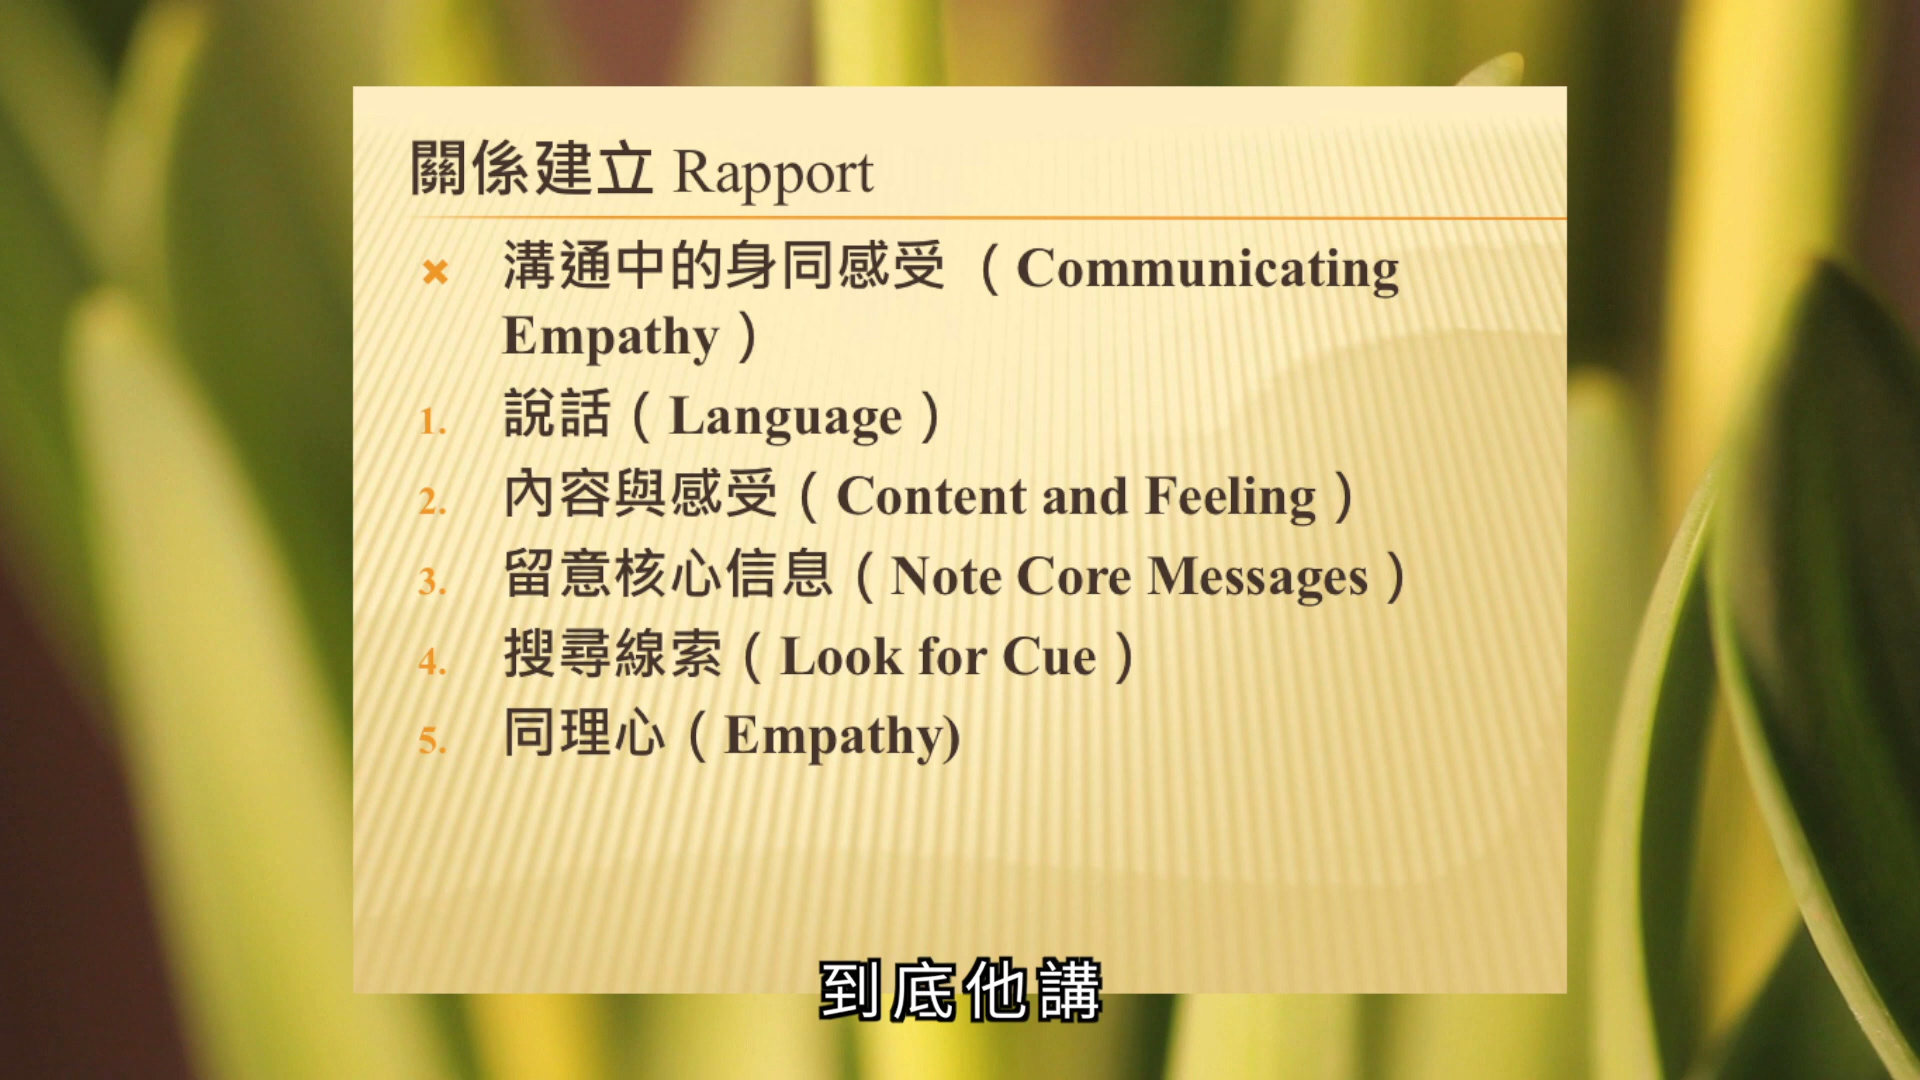 關係建立 Rapport
✖ 溝通中的身同感受 （Communicating
Empathy）
1. 說話（Language）
2. 內容與感受（Content and Feeling）
3. 留意核心信息（Note Core Messages）
4. 搜尋線索（Look for Cue）
5. 同理心（Empathy)
到底他講